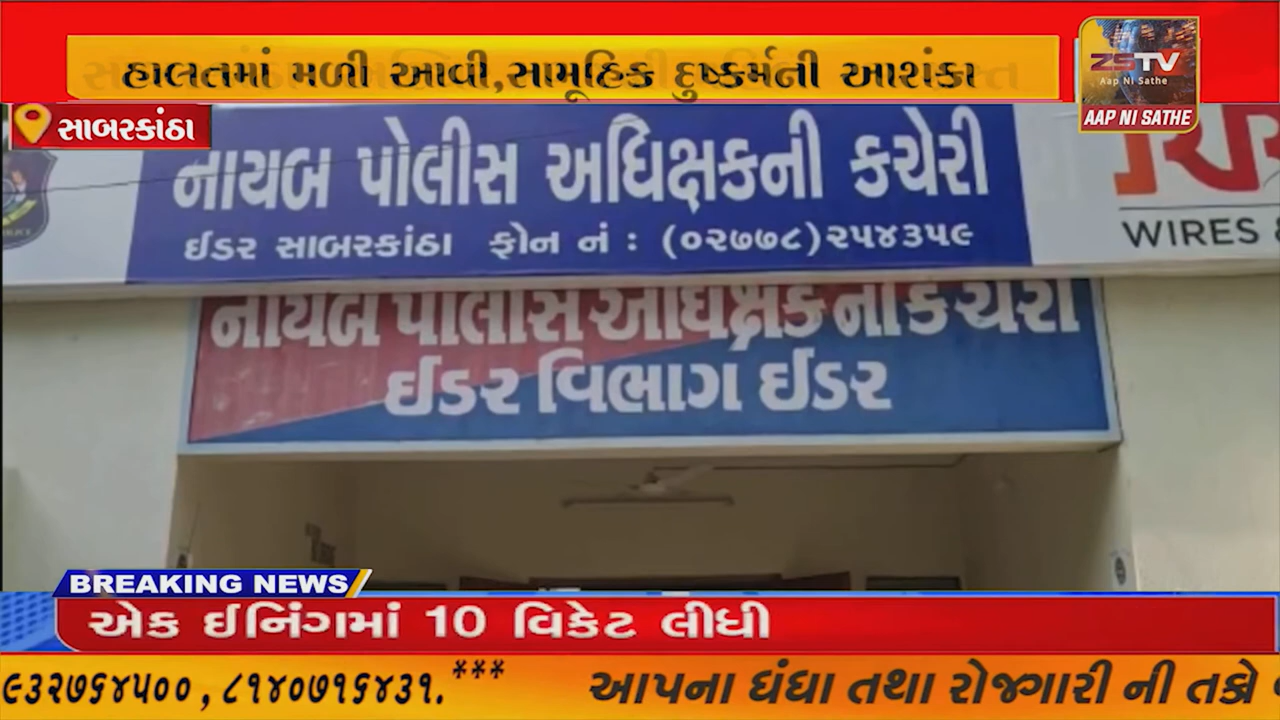 હાલતમાં મળી આવી,સામૂહિક દુષ્કર્મની આશંકા
ZSTV
Aap Ni Sathe
AAP NI SATHE
સાબરકાંઠા
નાયબ પોલીસ અધિક્ષકની કચેરી
ઈડર સાબરકાંઠા ફોન નં : (૦૨૭૭૮)૨૫૪૩૫૯
WIRES
નાયબ પોલીસ અધિક્ષક ની કચેરી
ઈડર વિભાગ ઈડર
BREAKING NEWS
એક ઈનિંગમાં 10 વિકેટ લીધી
૯૩૨૭૬૪૫૦૦,૮૧૪૦૭૧૬૪૩૧.*** આપના ધંધા તથા રોજગારી ની તકો